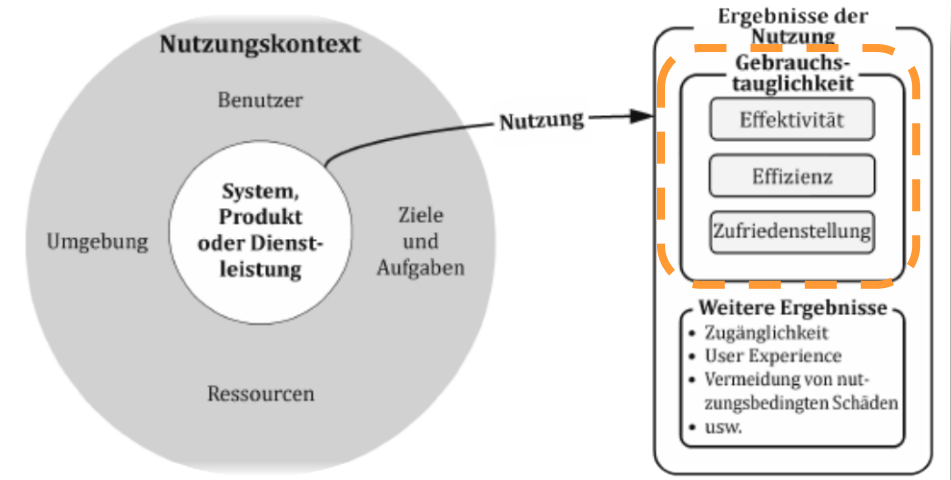 Nutzungskontext
Benutzer
System,
Produkt
oder Dienst-
leistung
Umgebung
Ziele
und
Aufgaben
Ressourcen
Nutzung
Ergebnisse der
Nutzung
Gebrauchs-
tauglichkeit
Effektivität
Effizienz
Zufriedenstellung
Weitere Ergebnisse
• Zugänglichkeit
• User Experience
• Vermeidung von nut-
zungsbedingten Schäden
• usw.